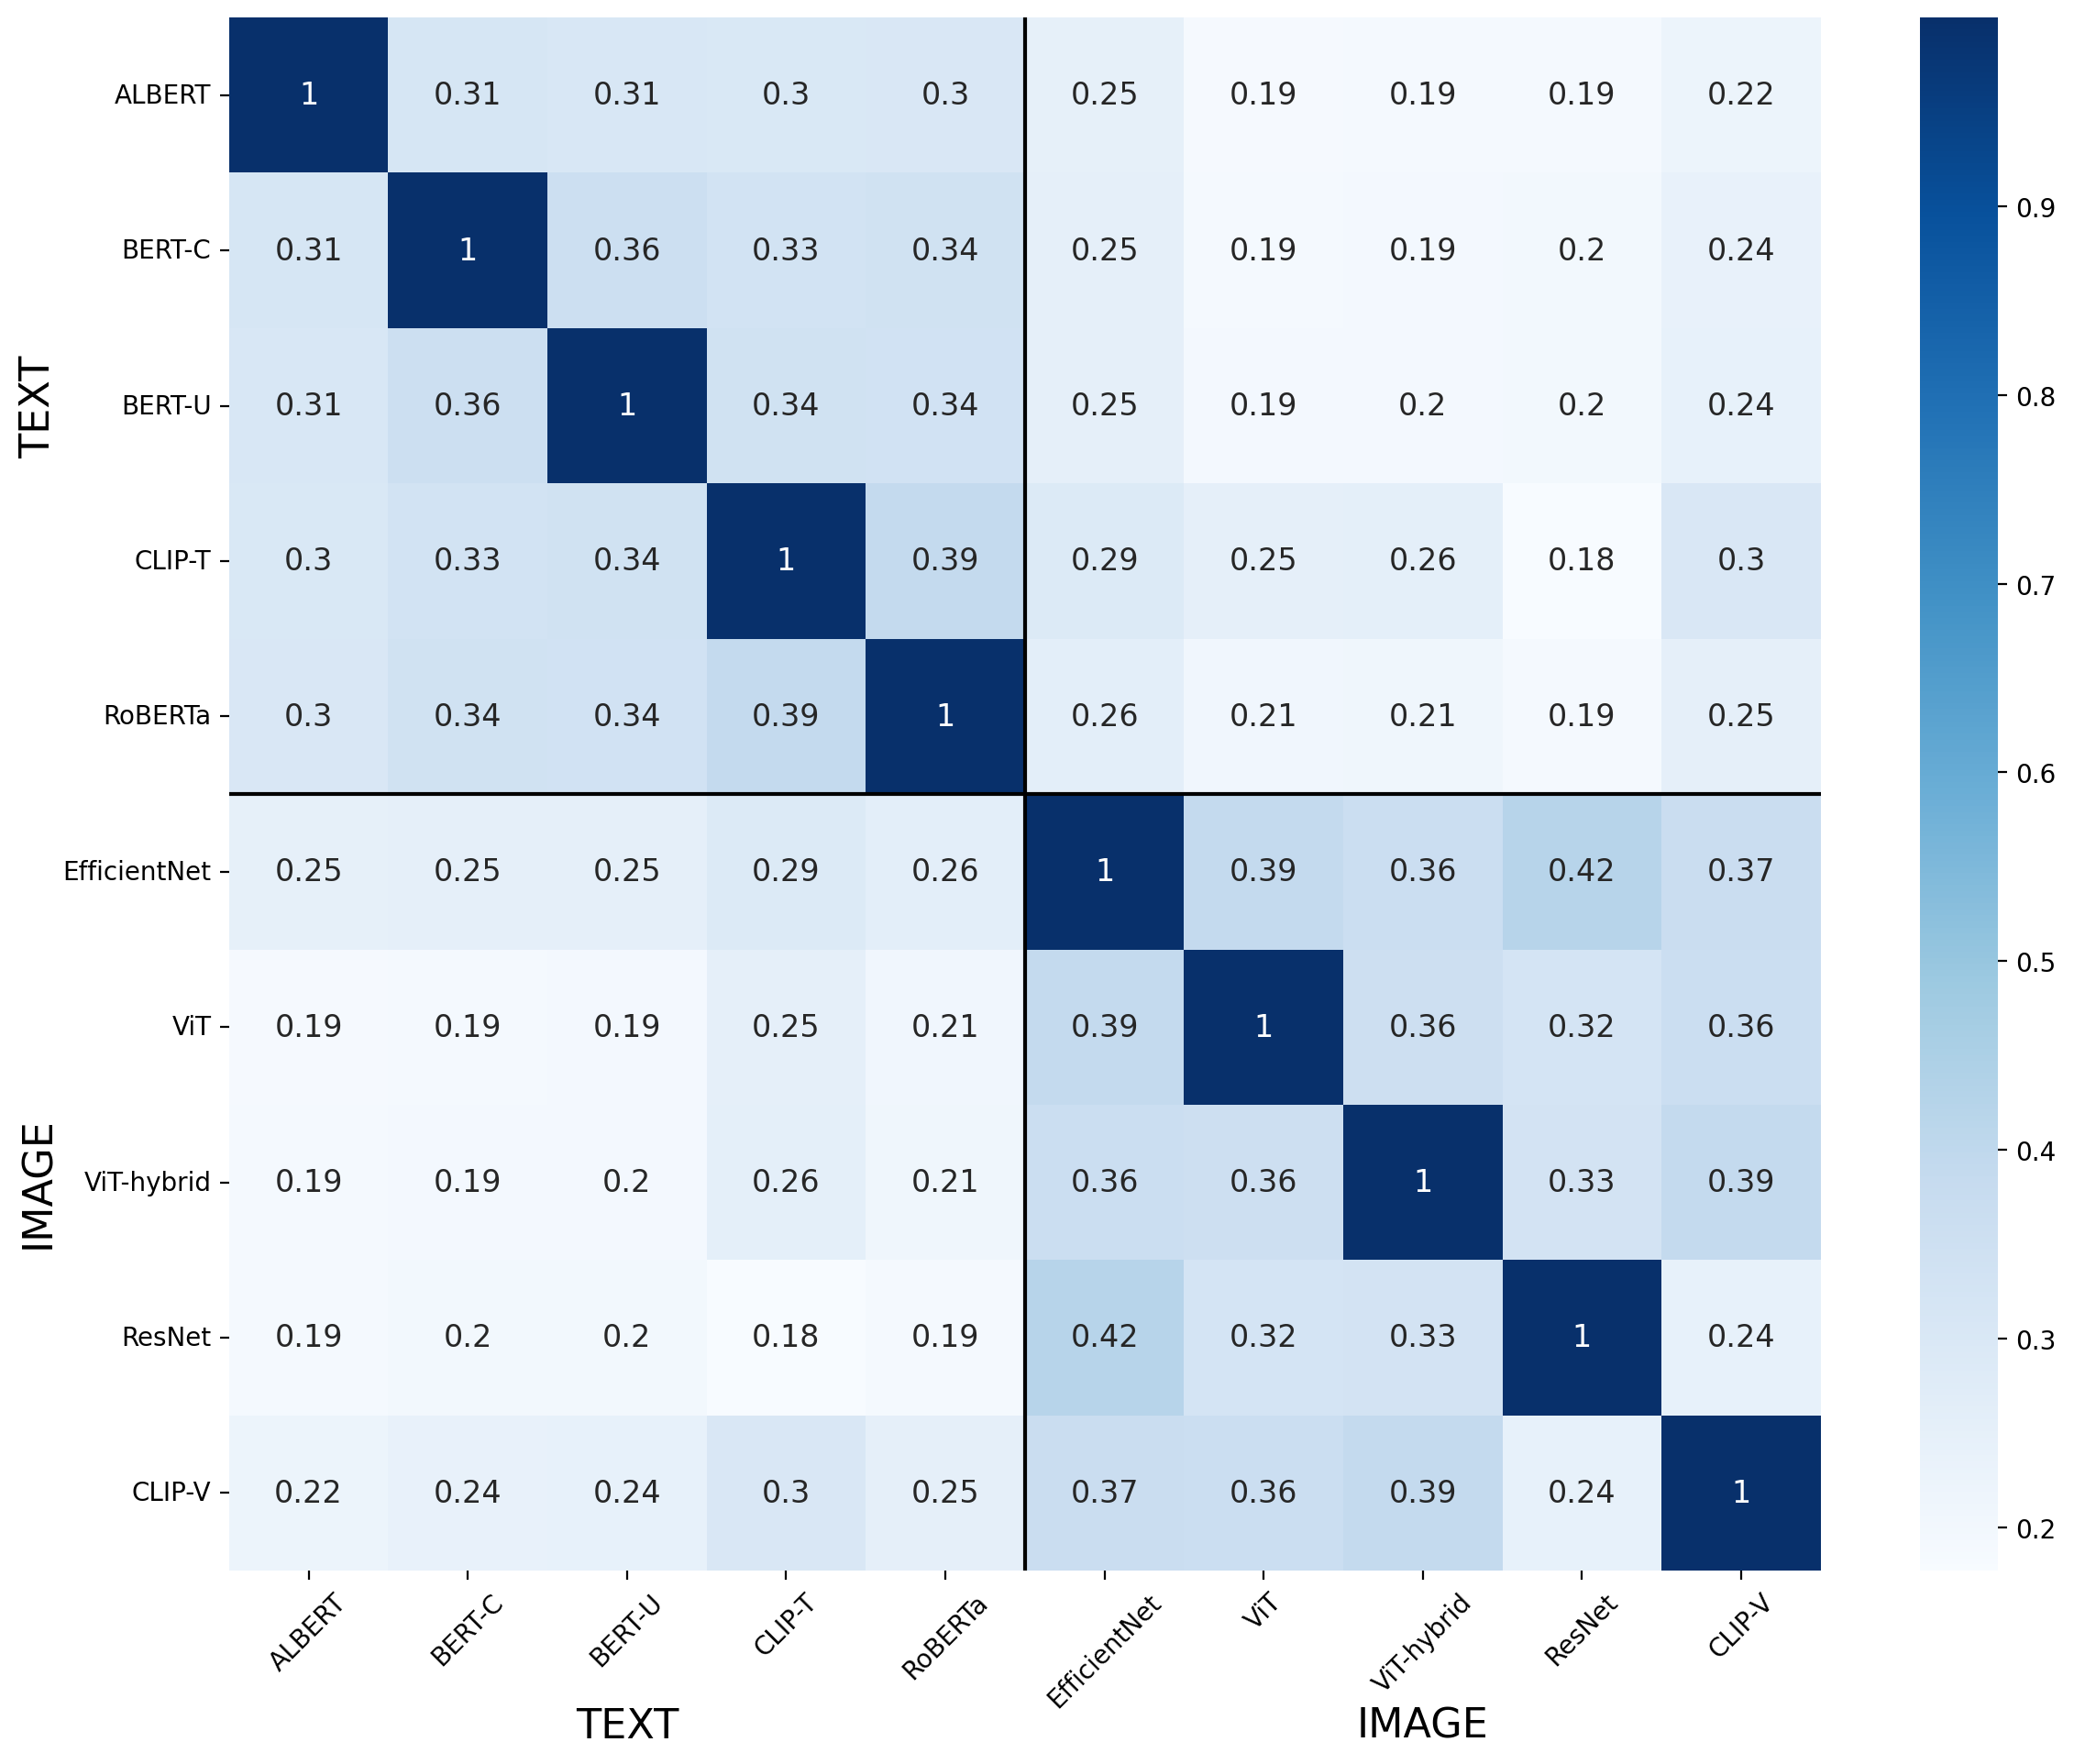 ALBERT 1 0.31 0.31 0.3 0.3 0.25 0.19 0.19 0.19 0.22
BERT-C 0.31 1 0.36 0.33 0.34 0.25 0.19 0.19 0.2 0.24
BERT-U 0.31 0.36 1 0.34 0.34 0.25 0.19 0.2 0.2 0.24
CLIP-T 0.3 0.33 0.34 1 0.39 0.29 0.25 0.26 0.18 0.3
RoBERTa 0.3 0.34 0.34 0.39 1 0.26 0.21 0.21 0.19 0.25
TEXT
EfficientNet 0.25 0.25 0.25 0.29 0.26 1 0.39 0.36 0.42 0.37
ViT 0.19 0.19 0.19 0.25 0.21 0.39 1 0.36 0.32 0.36
ViT-hybrid 0.19 0.19 0.2 0.26 0.21 0.36 0.36 1 0.33 0.39
ResNet 0.19 0.2 0.2 0.18 0.19 0.42 0.32 0.33 1 0.24
CLIP-V 0.22 0.24 0.24 0.3 0.25 0.37 0.36 0.39 0.24 1
IMAGE
ALBERT BERT-C BERT-U CLIP-T RoBERTa EfficientNet ViT ViT-hybrid ResNet CLIP-V
TEXT IMAGE
0.9
0.8
0.7
0.6
0.5
0.4
0.3
0.2